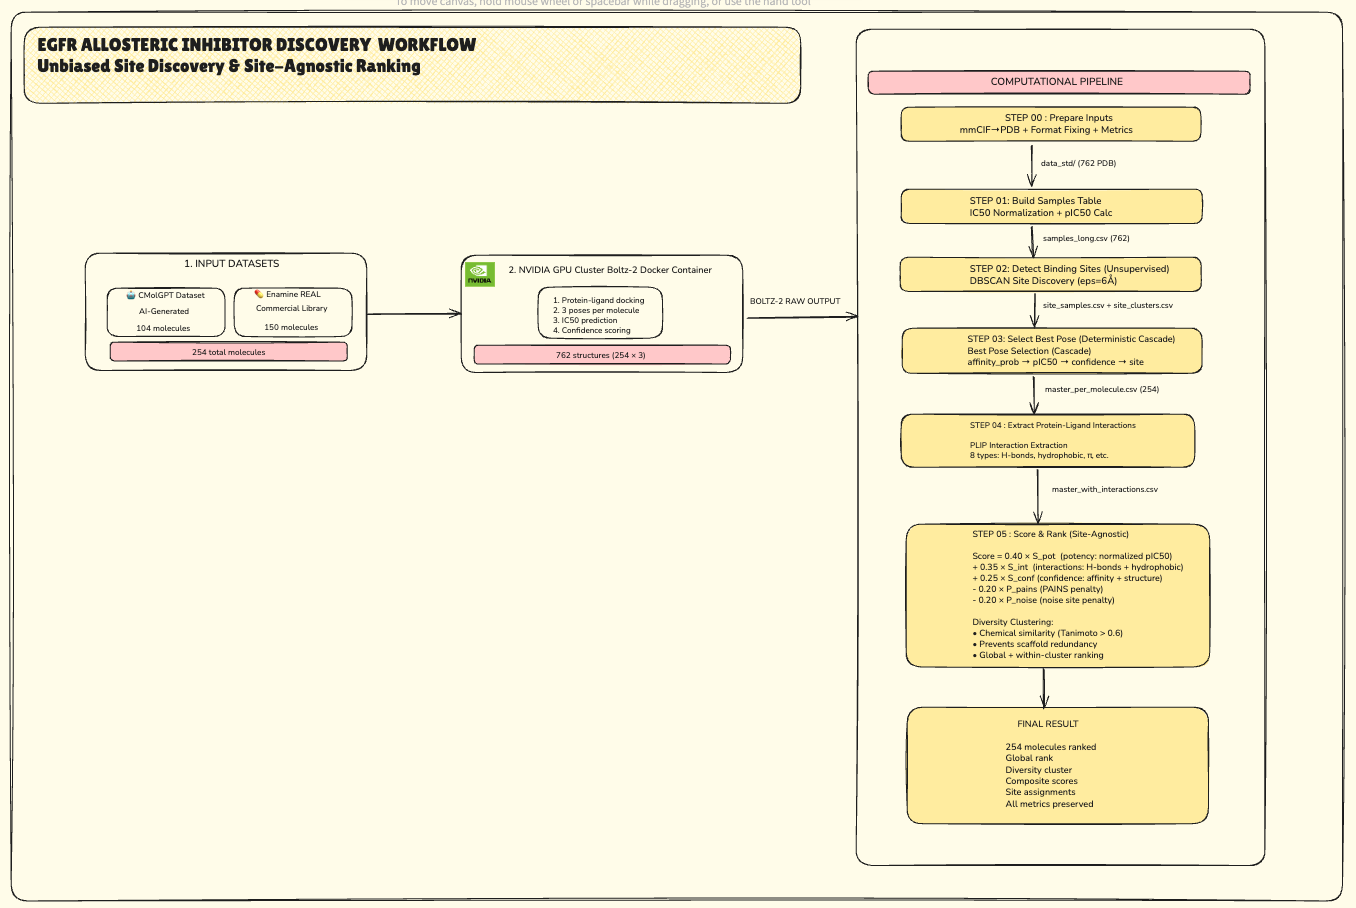 To move canvas, hold mouse wheel or spacebar while dragging, or use the hand tool
EGFR ALLOSTERIC INHIBITOR DISCOVERY WORKFLOW
Unbiased Site Discovery & Site-Agnostic Ranking
1. INPUT DATASETS
🤖 CMolGPT Dataset
AI-Generated
104 molecules
💊 Enamine REAL
Commercial Library
150 molecules
254 total molecules
NVIDIA
2. NVIDIA GPU Cluster Boltz-2 Docker Container
1. Protein-ligand docking
2. 3 poses per molecule
3. IC50 prediction
4. Confidence scoring
762 structures (254 × 3)
BOLTZ-2 RAW OUTPUT
COMPUTATIONAL PIPELINE
STEP 00 : Prepare Inputs
mmCIF→PDB + Format Fixing + Metrics
data_std/ (762 PDB)
STEP 01: Build Samples Table
IC50 Normalization + pIC50 Calc
samples_long.csv (762)
STEP 02: Detect Binding Sites (Unsupervised)
DBSCAN Site Discovery (eps=6Å)
site_samples.csv + site_clusters.csv
STEP 03: Select Best Pose (Deterministic Cascade)
Best Pose Selection (Cascade)
affinity_prob → pIC50 → confidence → site
master_per_molecule.csv (254)
STEP 04 : Extract Protein-Ligand Interactions
PLIP Interaction Extraction
8 types: H-bonds, hydrophobic, π, etc.
master_with_interactions.csv
STEP 05 : Score & Rank (Site-Agnostic)
Score = 0.40 × S_pot (potency: normalized pIC50)
+ 0.35 × S_int (interactions: H-bonds + hydrophobic)
+ 0.25 × S_conf (confidence: affinity + structure)
- 0.20 × P_pains (PAINS penalty)
- 0.20 × P_noise (noise site penalty)
Diversity Clustering:
• Chemical similarity (Tanimoto > 0.6)
• Prevents scaffold redundancy
• Global + within-cluster ranking
FINAL RESULT
254 molecules ranked
Global rank
Diversity cluster
Composite scores
Site assignments
All metrics preserved